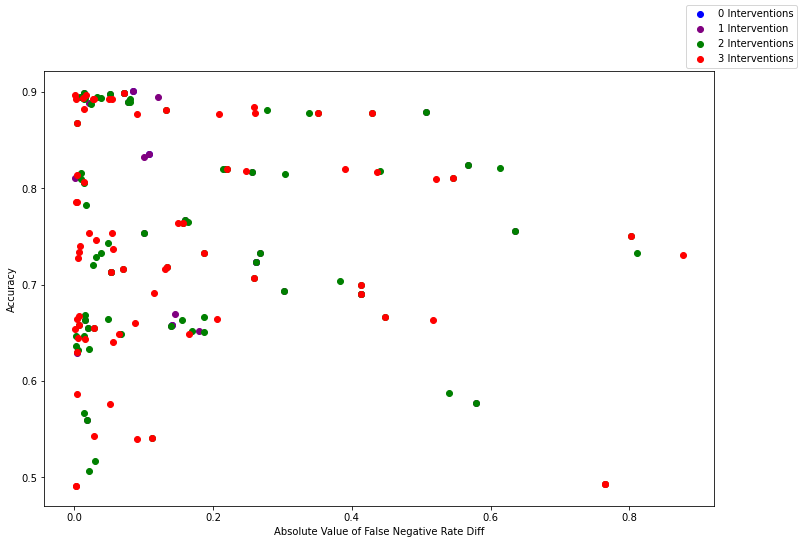 0 Interventions
1 Intervention
2 Interventions
3 Interventions
0.9
0.8
0.7
0.6
0.5
Accuracy
0.0 0.2 0.4 0.6 0.8
Absolute Value of False Negative Rate Diff